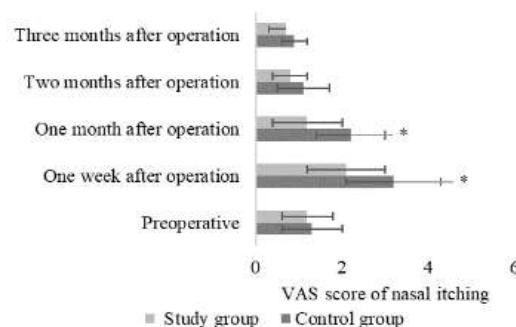 Three months after operation
Two months after operation
One month after operation
*
One week after operation
*
Preoperative
0 2 4 6
VAS score of nasal itching
Study group Control group